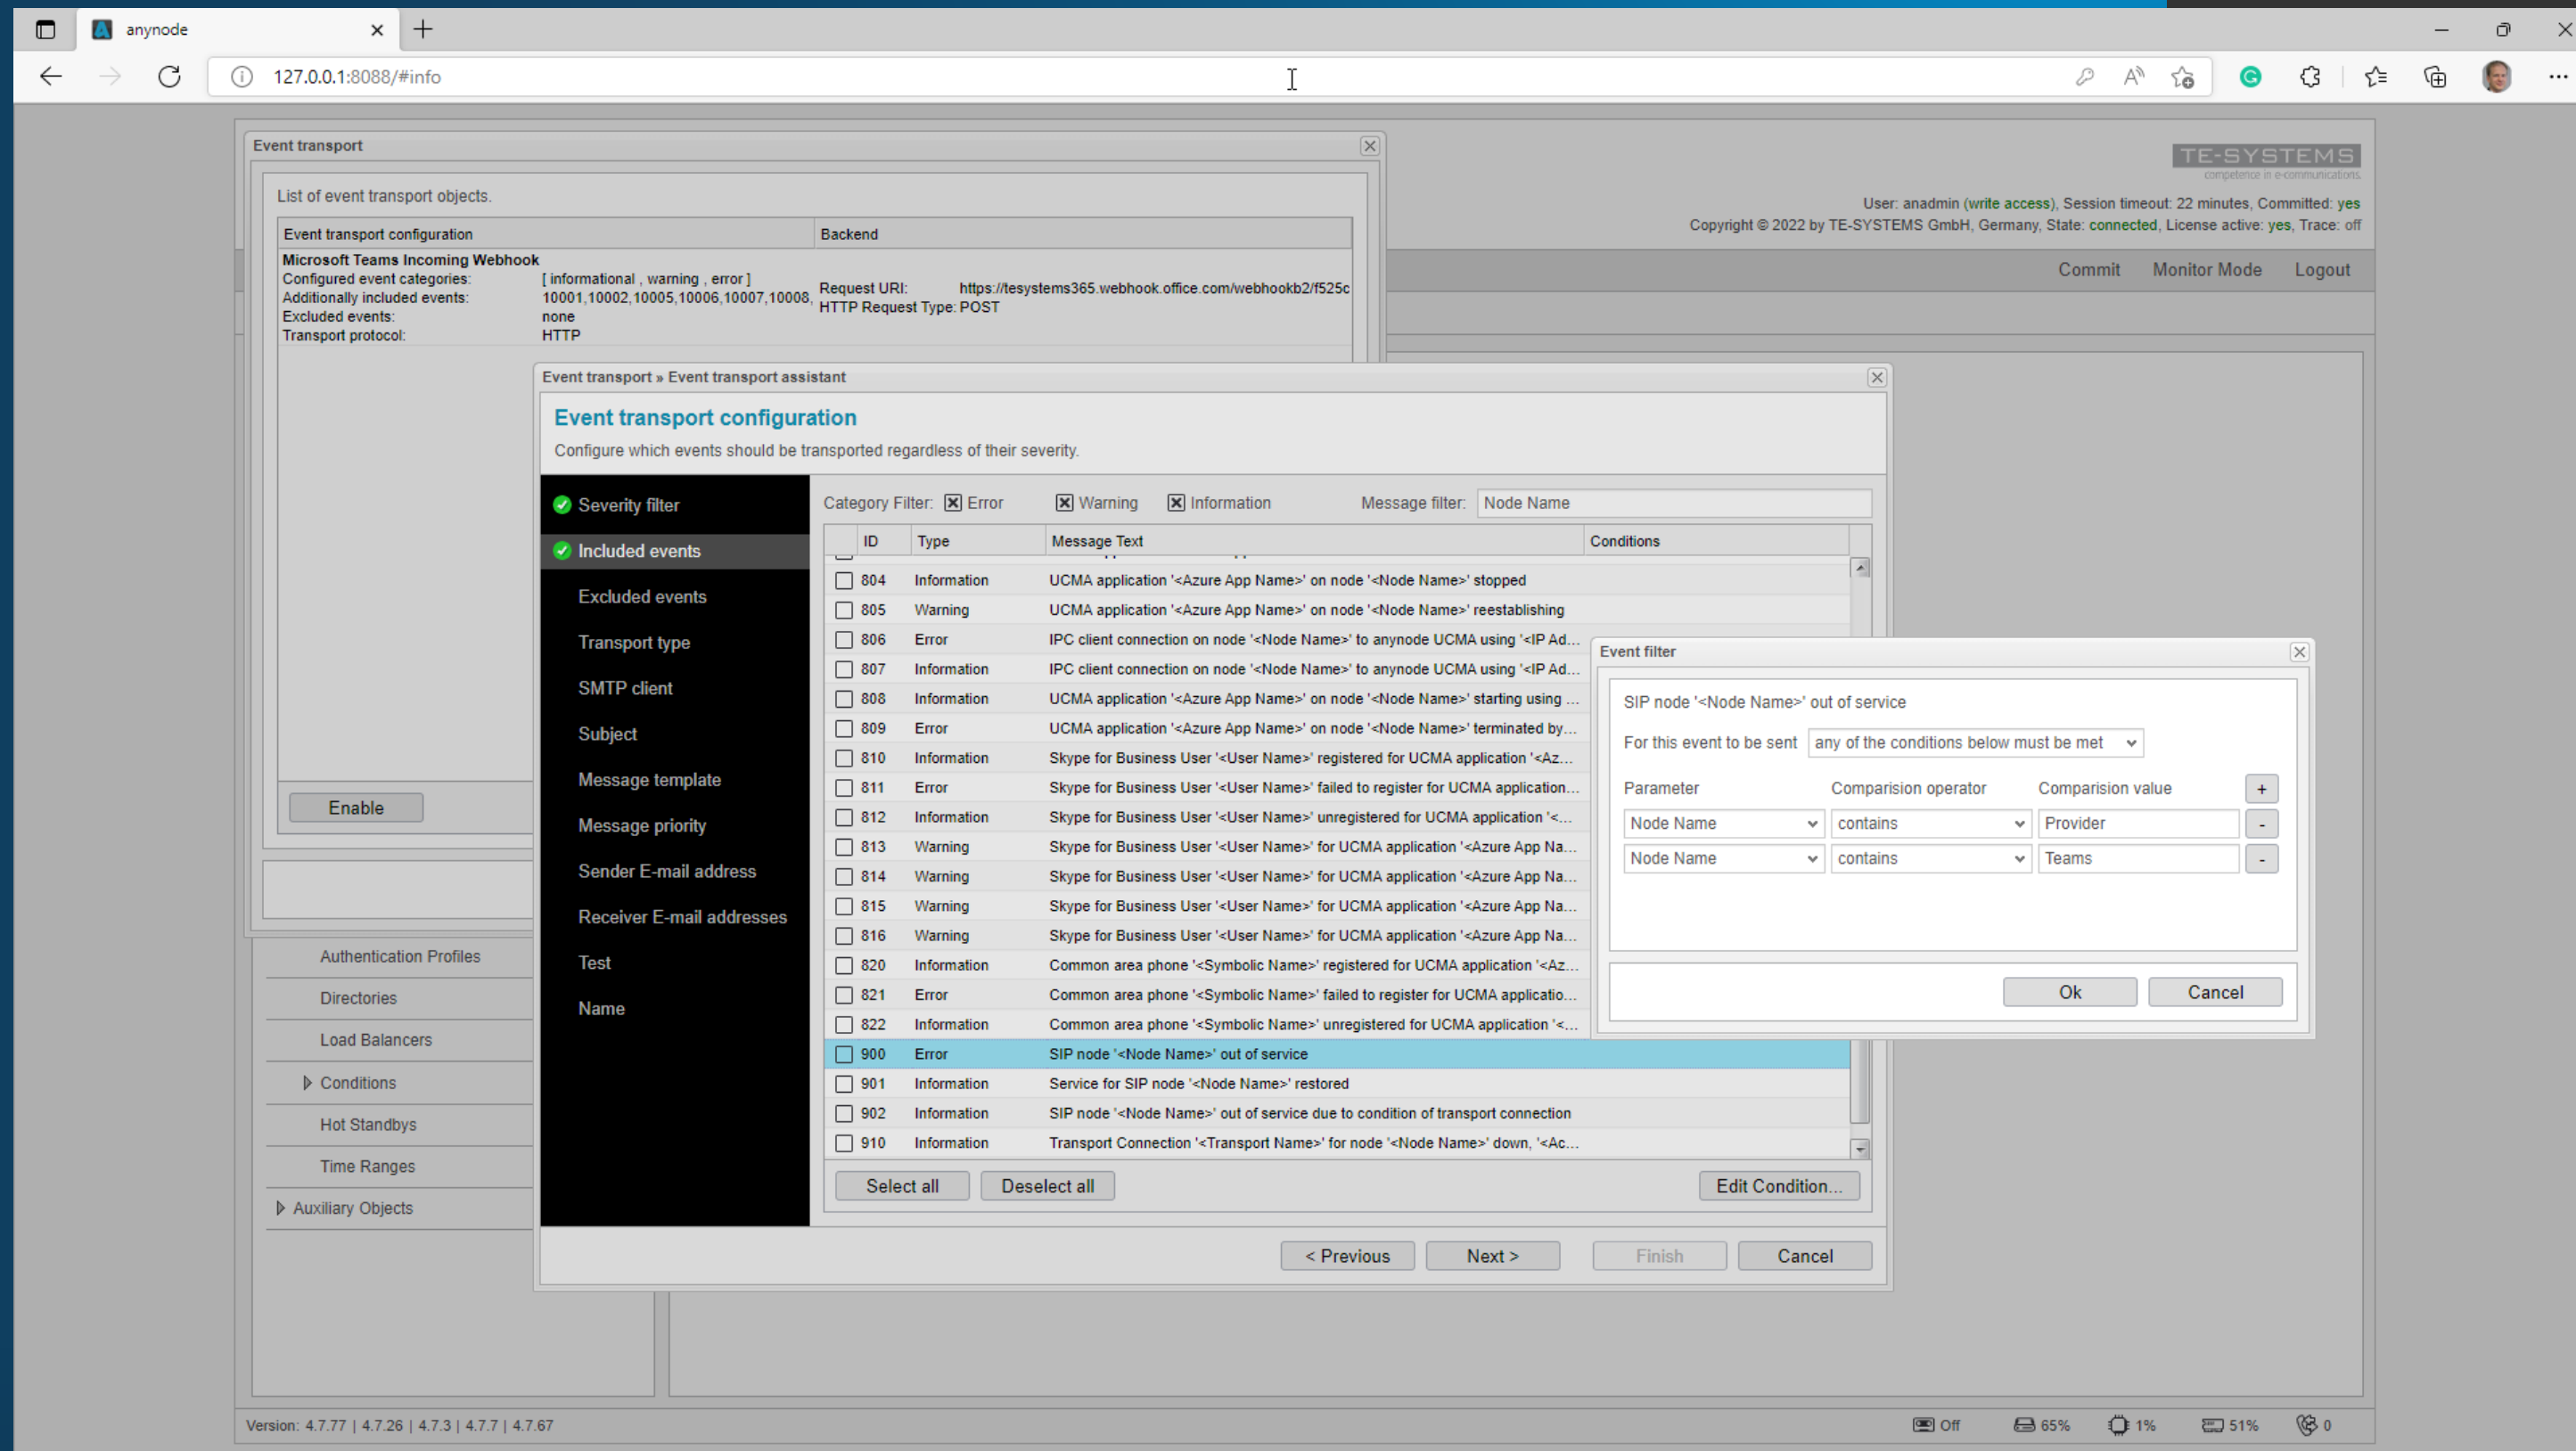 anynode
127.0.0.1:8088/#info
Event transport
List of event transport objects.
Event transport configuration Backend
Microsoft Teams Incoming Webhook
Configured event categories: [ informational , warning , error ]
Additionally included events: 10001,10002,10005,10006,10007,10008,
Excluded events: none
Transport protocol: HTTP
Request URI: https://tesystems365.webhook.office.com/webhookb2/f525c
HTTP Request Type: POST
TE-SYSTEMS
competence in e-communications.
User: anadmin (write access), Session timeout: 22 minutes, Committed: yes
Copyright © 2022 by TE-SYSTEMS GmbH, Germany, State: connected, License active: yes, Trace: off
Commit Monitor Mode Logout
Enable
Authentication Profiles
Directories
Load Balancers
Conditions
Hot Standbys
Time Ranges
Auxiliary Objects
Event transport » Event transport assistant
Event transport configuration
Configure which events should be transported regardless of their severity.
Severity filter
Included events
Excluded events
Transport type
SMTP client
Subject
Message template
Message priority
Sender E-mail address
Receiver E-mail addresses
Test
Name
Category Filter: Error Warning Information Message filter: Node Name
ID Type Message Text Conditions
804 Information UCMA application '<Azure App Name>' on node '<Node Name>' stopped
805 Warning UCMA application '<Azure App Name>' on node '<Node Name>' reestablishing
806 Error IPC client connection on node '<Node Name>' to anynode UCMA using '<IP Ad...
807 Information IPC client connection on node '<Node Name>' to anynode UCMA using '<IP Ad...
808 Information UCMA application '<Azure App Name>' on node '<Node Name>' starting using ...
809 Error UCMA application '<Azure App Name>' on node '<Node Name>' terminated by...
810 Information Skype for Business User '<User Name>' registered for UCMA application '<Az...
811 Error Skype for Business User '<User Name>' failed to register for UCMA application...
812 Information Skype for Business User '<User Name>' unregistered for UCMA application '<...
813 Warning Skype for Business User '<User Name>' for UCMA application '<Azure App Na...
814 Warning Skype for Business User '<User Name>' for UCMA application '<Azure App Na...
815 Warning Skype for Business User '<User Name>' for UCMA application '<Azure App Na...
816 Warning Skype for Business User '<User Name>' for UCMA application '<Azure App Na...
820 Information Common area phone '<Symbolic Name>' registered for UCMA application '<Az...
821 Error Common area phone '<Symbolic Name>' failed to register for UCMA applicatio...
822 Information Common area phone '<Symbolic Name>' unregistered for UCMA application '<...
900 Error SIP node '<Node Name>' out of service
901 Information Service for SIP node '<Node Name>' restored
902 Information SIP node '<Node Name>' out of service due to condition of transport connection
910 Information Transport Connection '<Transport Name>' for node '<Node Name>' down, '<Ac...
Select all Deselect all Edit Condition...
< Previous Next > Finish Cancel
Event filter
SIP node '<Node Name>' out of service
For this event to be sent any of the conditions below must be met
Parameter Comparision operator Comparision value +
Node Name contains Provider -
Node Name contains Teams -
Ok Cancel
Version: 4.7.77 | 4.7.26 | 4.7.3 | 4.7.7 | 4.7.67
Off 65% 1% 51% 0